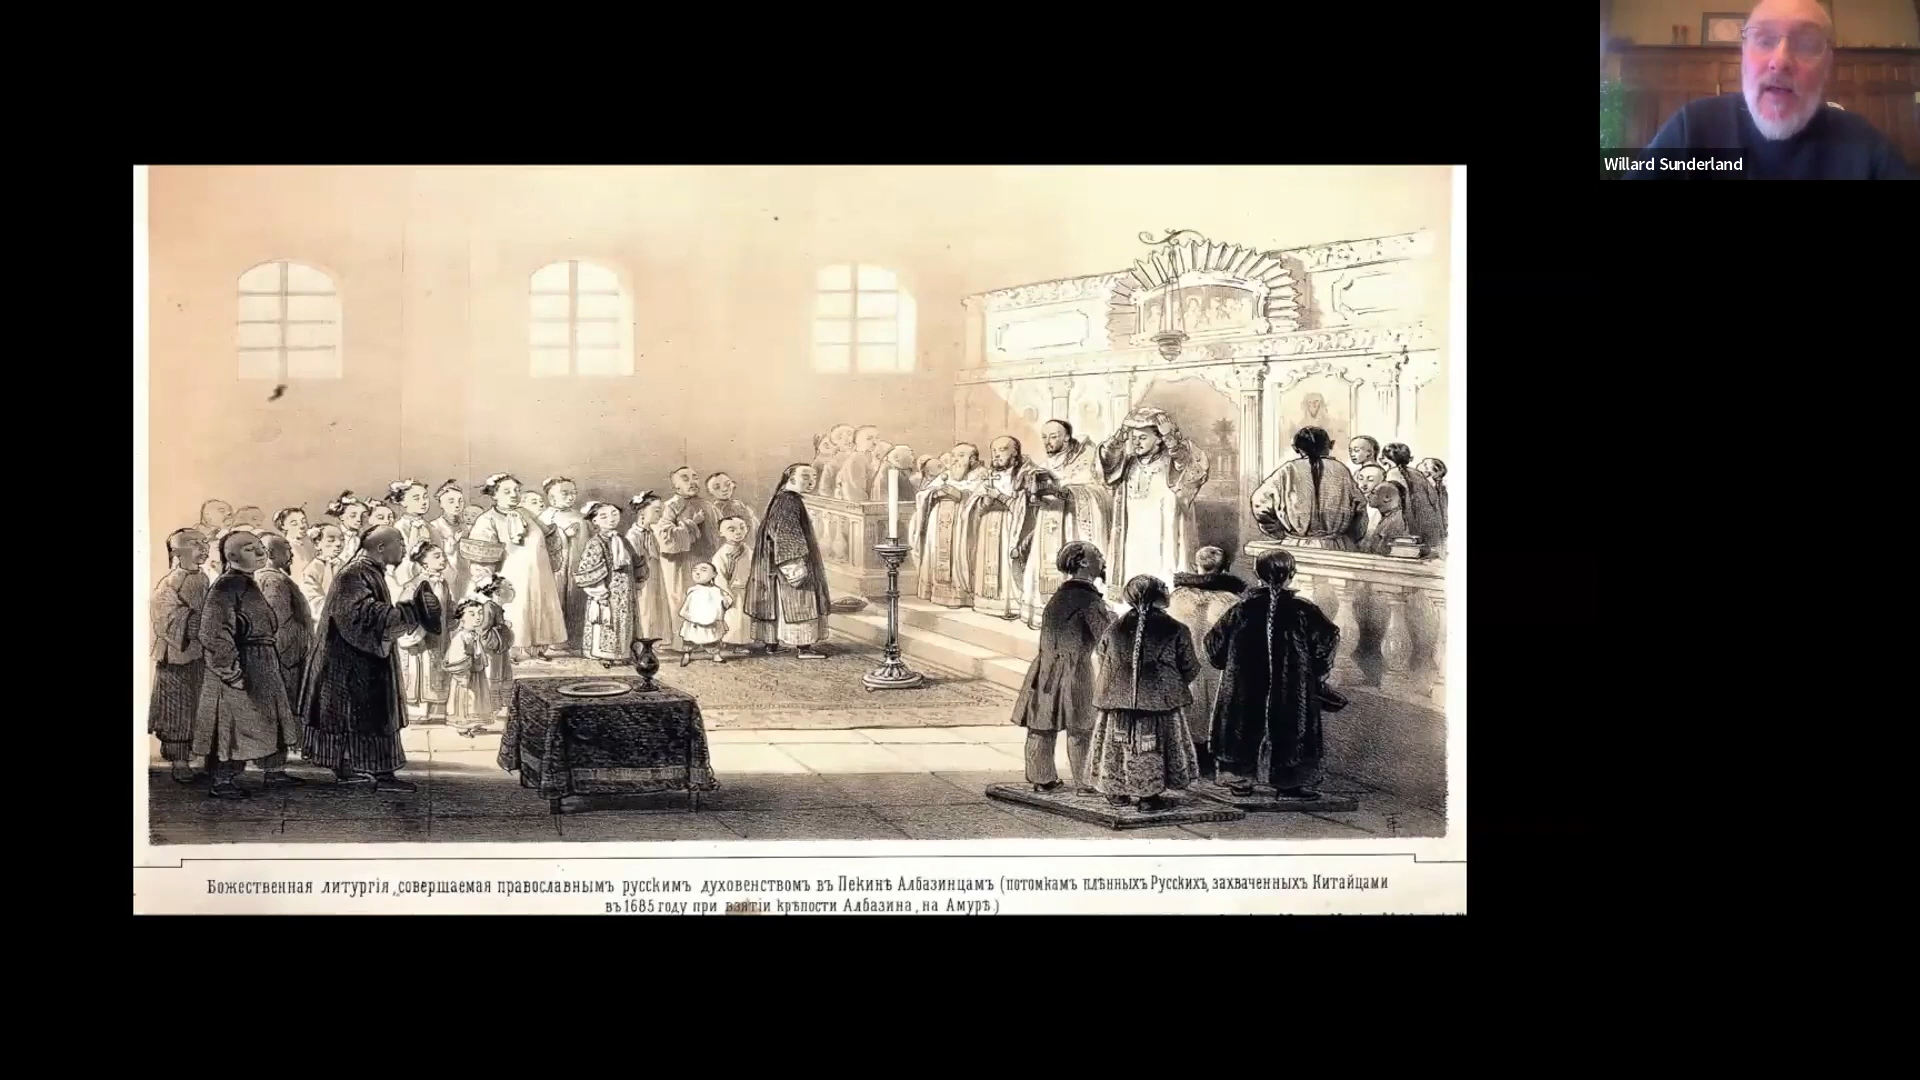 Willard Sunderland
Божественная литургія, совершаемая православнымъ русскимъ духовенствомъ въ Пекинѣ Албазинцамъ (потомкамъ плѣнныхъ Русскихъ, захваченныхъ Китайцами
въ 1685 году при взятіи крѣпости Албазина, на Амурѣ.)